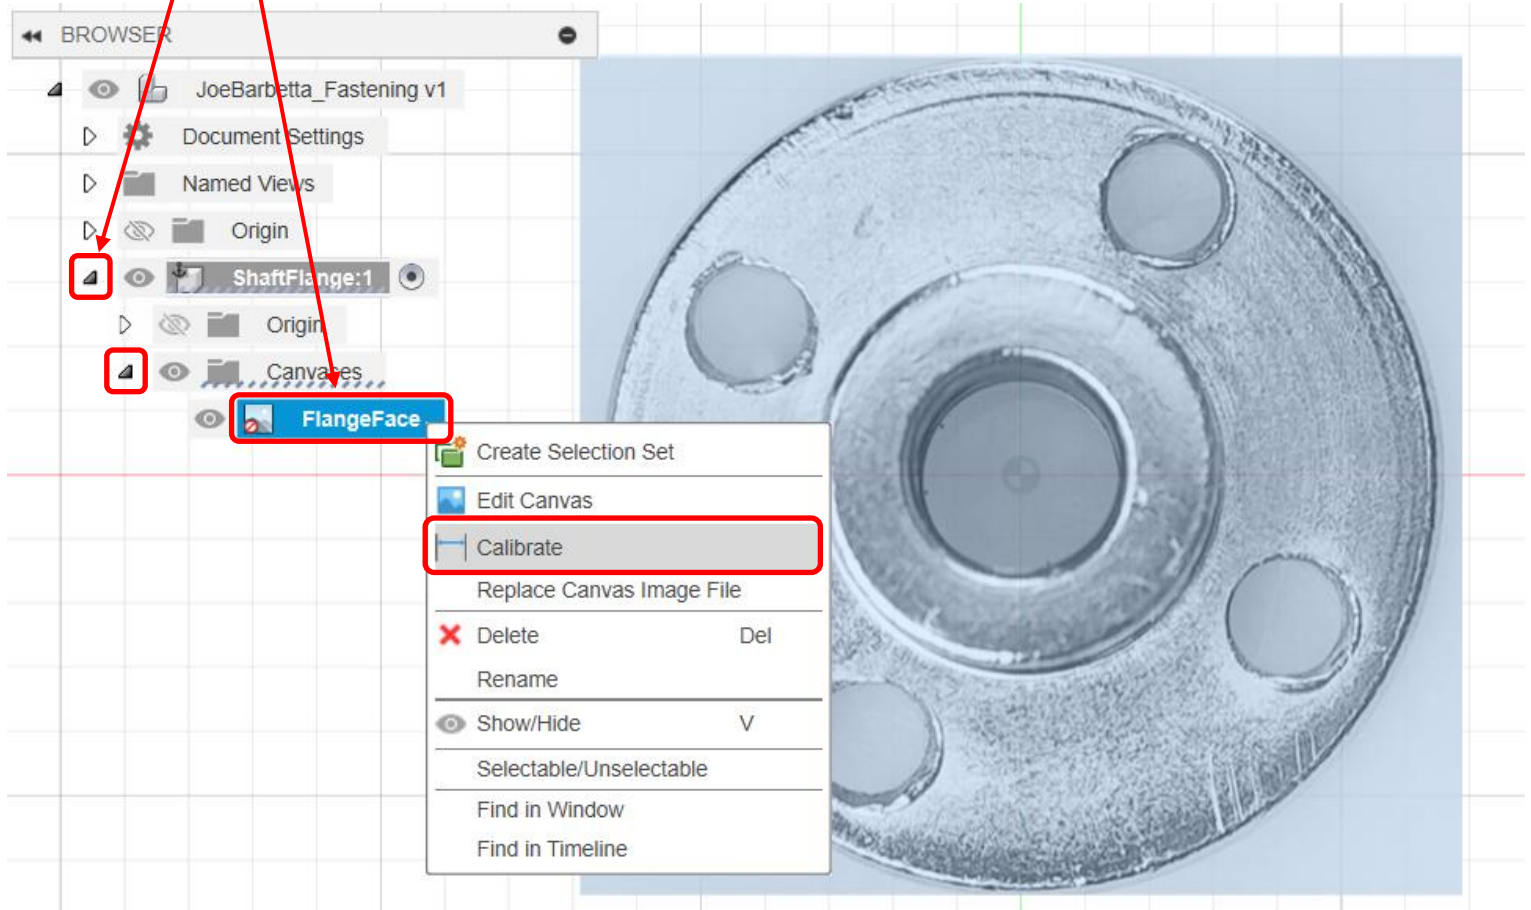 BROWSER
JoeBarbetta_Fastening v1
Document Settings
Named Views
Origin
ShaftFlange:1
Origin
Canvases
FlangeFace
Create Selection Set
Edit Canvas
Calibrate
Replace Canvas Image File
Delete Del
Rename
Show/Hide V
Selectable/Unselectable
Find in Window
Find in Timeline